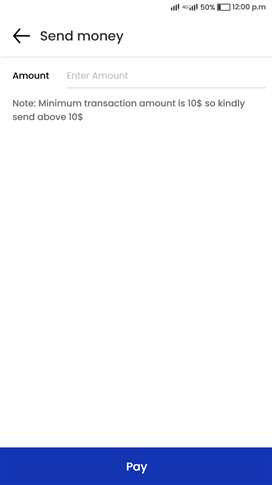 4G 50% 12:00 p.m
Send money
Amount Enter Amount
Note: Minimum transaction amount is 10$ so kindly
send above 10$
Pay